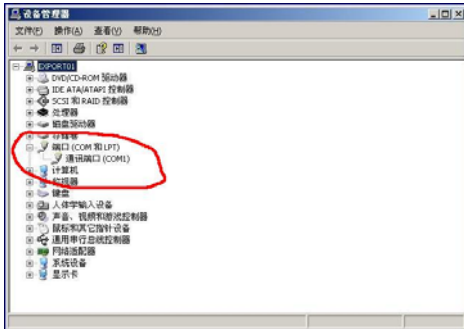 设备管理器
文件(F) 操作(A) 查看(V) 帮助(H)
EXPORT01
DVD/CD-ROM 驱动器
IDE ATA/ATAPI 控制器
SCSI 和 RAID 控制器
处理器
磁盘驱动器
存储卷
端口 (COM 和 LPT)
通讯端口 (COM1)
计算机
监视器
键盘
人体学输入设备
声音、视频和游戏控制器
鼠标和其它指针设备
通用串行总线控制器
网络适配器
系统设备
显示卡